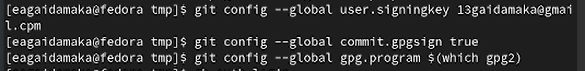 [eagaidamaka@fedora tmp]$ git config --global user.signingkey 13gaidamaka@gmai
l.cpm
[eagaidamaka@fedora tmp]$ git config --global commit.gpgsign true
[eagaidamaka@fedora tmp]$ git config --global gpg.program $(which gpg2)